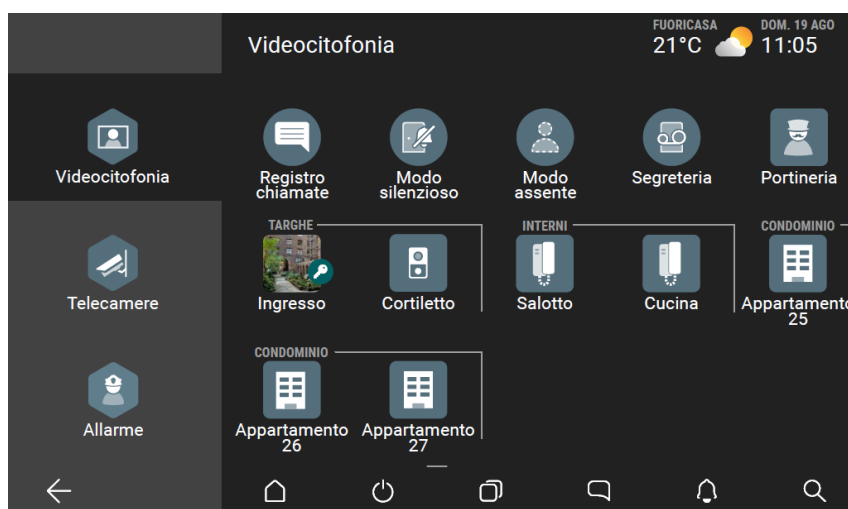 Videocitofonia
FUORICASA
21°C
DOM. 19 AGO
11:05
Videocitofonia
Registro
chiamate
Modo
silenzioso
Modo
assente
Segreteria
Portineria
TARGHE
INTERNI
CONDOMINIO
Telecamere
Ingresso
Cortiletto
Salotto
Cucina
Appartamento
25
CONDOMINIO
Allarme
Appartamento
26
Appartamento
27